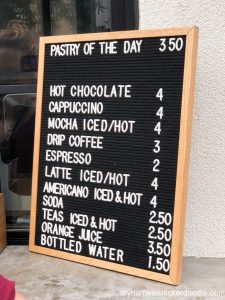 PASTRY OF THE DAY 3 50
HOT CHOCOLATE 4
CAPPUCCINO 4
MOCHA ICED/HOT 4
DRIP COFFEE 3
ESPRESSO 2
LATTE ICED/HOT 4
AMERICANO ICED & HOT 4
SODA 2.50
TEAS ICED & HOT 2.50
ORANGE JUICE 3.50
BOTTLED WATER 1.50
mynameissnickerdoodle.com